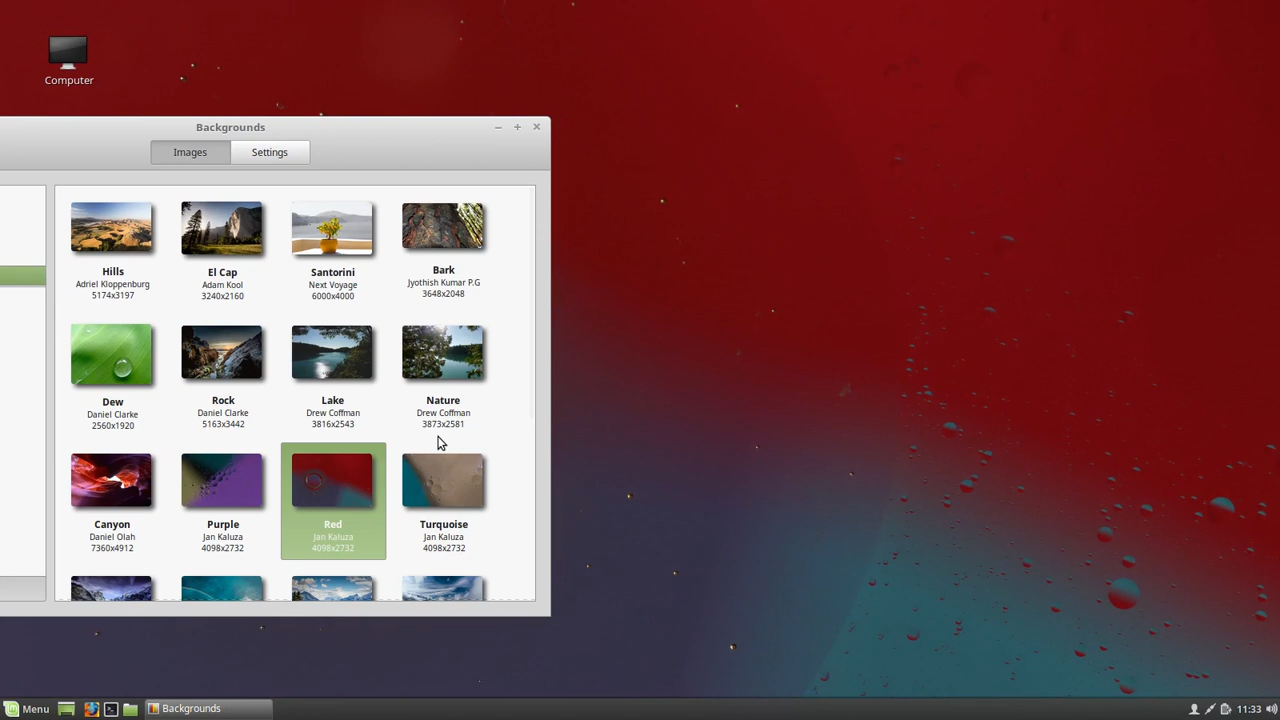 Computer
Backgrounds
Images
Settings
Hills
Adriel Kloppenburg
5174x3197
El Cap
Adam Kool
3240x2160
Santorini
Next Voyage
6000x4000
Bark
Jyothish Kumar P.G
3648x2048
Dew
Daniel Clarke
2560x1920
Rock
Daniel Clarke
5163x3442
Lake
Drew Coffman
3816x2543
Nature
Drew Coffman
3873x2581
Canyon
Daniel Olah
7360x4912
Purple
Jan Kaluza
4098x2732
Red
Jan Kaluza
4098x2732
Turquoise
Jan Kaluza
4098x2732
Menu
Backgrounds
11:33